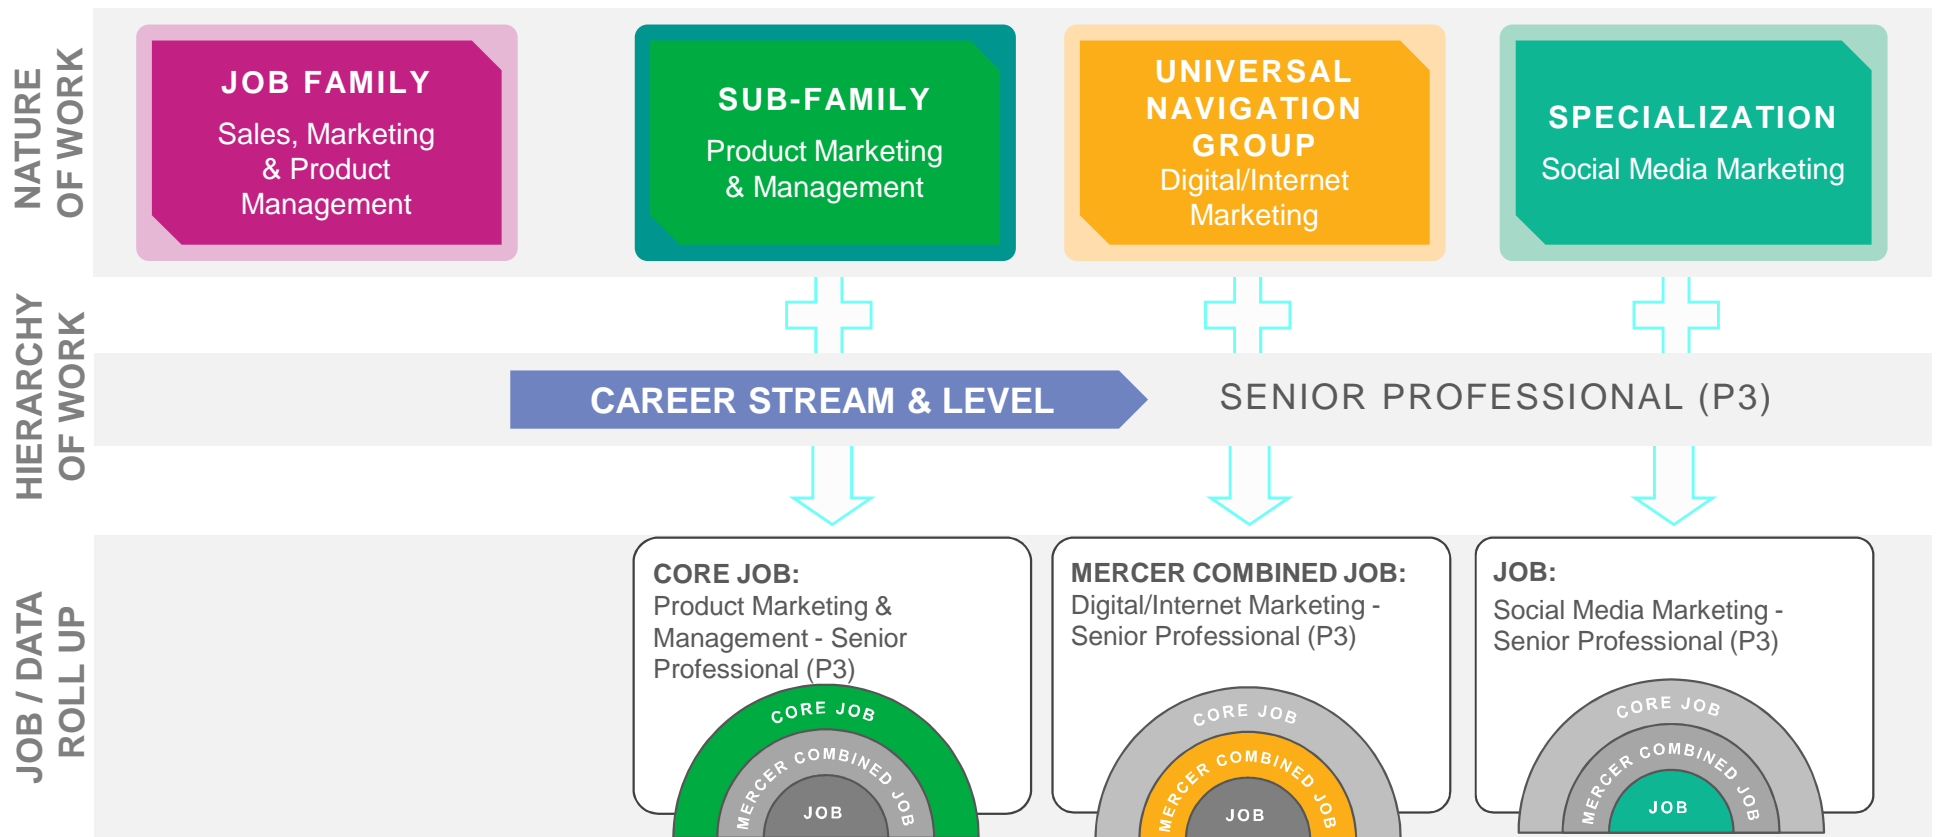 NATURE
OF WORK
JOB FAMILY
Sales, Marketing
& Product
Management
SUB-FAMILY
Product Marketing
& Management
UNIVERSAL
NAVIGATION
GROUP
Digital/Internet
Marketing
SPECIALIZATION
Social Media Marketing
HIERARCHY
OF WORK
CAREER STREAM & LEVEL
SENIOR PROFESSIONAL (P3)
JOB / DATA
ROLL UP
CORE JOB:
Product Marketing &
Management - Senior
Professional (P3)
CORE JOB
MERCER COMBINED JOB
JOB
MERCER COMBINED JOB:
Digital/Internet Marketing -
Senior Professional (P3)
CORE JOB
MERCER COMBINED JOB
JOB
JOB:
Social Media Marketing -
Senior Professional (P3)
CORE JOB
MERCER COMBINED JOB
JOB